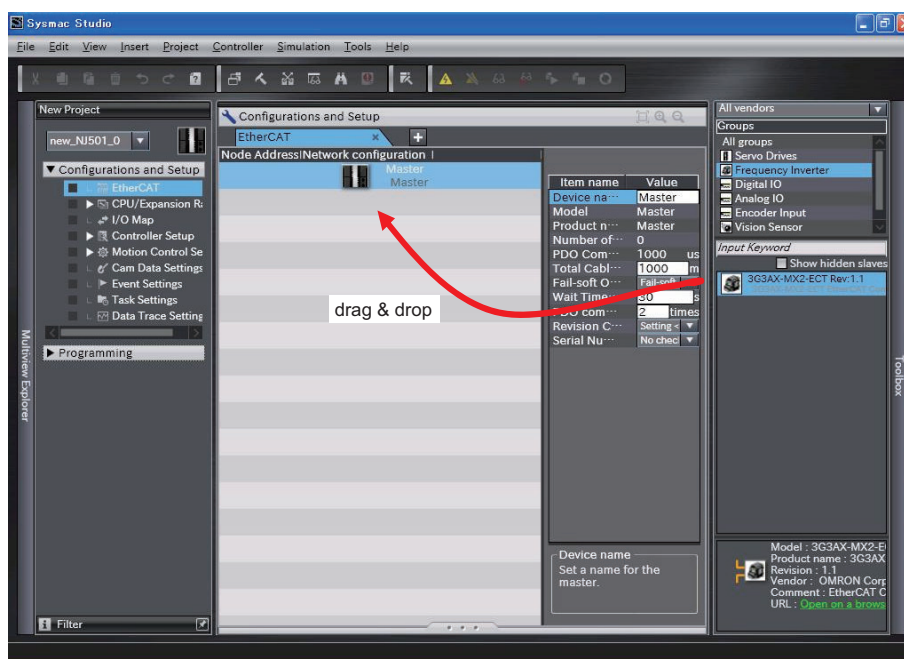 Sysmac Studio
File Edit View Insert Project Controller Simulation Tools Help
New Project
new_NJ501_0
Configurations and Setup
EtherCAT
CPU/Expansion Ra
I/O Map
Controller Setup
Motion Control Se
Cam Data Settings
Event Settings
Task Settings
Data Trace Setting
Programming
Filter
Multiview Explorer
Configurations and Setup
EtherCAT
Node Address|Network configuration
Master
Master
drag & drop
Item name Value
Device na··· Master
Model Master
Product n··· Master
Number of··· 0
PDO Com··· 1000 us
Total Cabl··· 1000 m
Fail-soft O··· Fail-soft
Wait Time··· 30 s
PDO com··· 2 times
Revision C··· Setting <
Serial Nu··· No chec
Device name
Set a name for the
master.
All vendors
Groups
All groups
Servo Drives
Frequency Inverter
Digital IO
Analog IO
Encoder Input
Vision Sensor
Input Keyword
Show hidden slaves
3G3AX-MX2-ECT Rev:1.1
Model : 3G3AX-MX2-E
Product name : 3G3AX
Revision : 1.1
Vendor : OMRON Corp
Comment : EtherCAT C
URL : Open on a brows
Toolbox